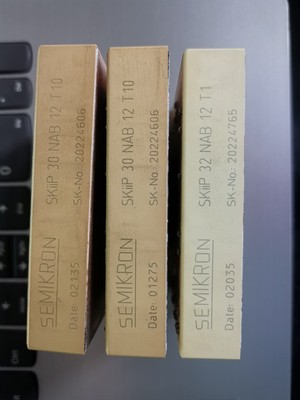 SEMIKRON SKiiP 30 NAB 12 T10
Date: 02135 SK-No.: 20224606
SEMIKRON SKiiP 30 NAB 12 T10
Date: 01275 SK-No.: 20224606
SEMIKRON SKiiP 32 NAB 12 T1
Date: 02035 SK-No.: 20224765